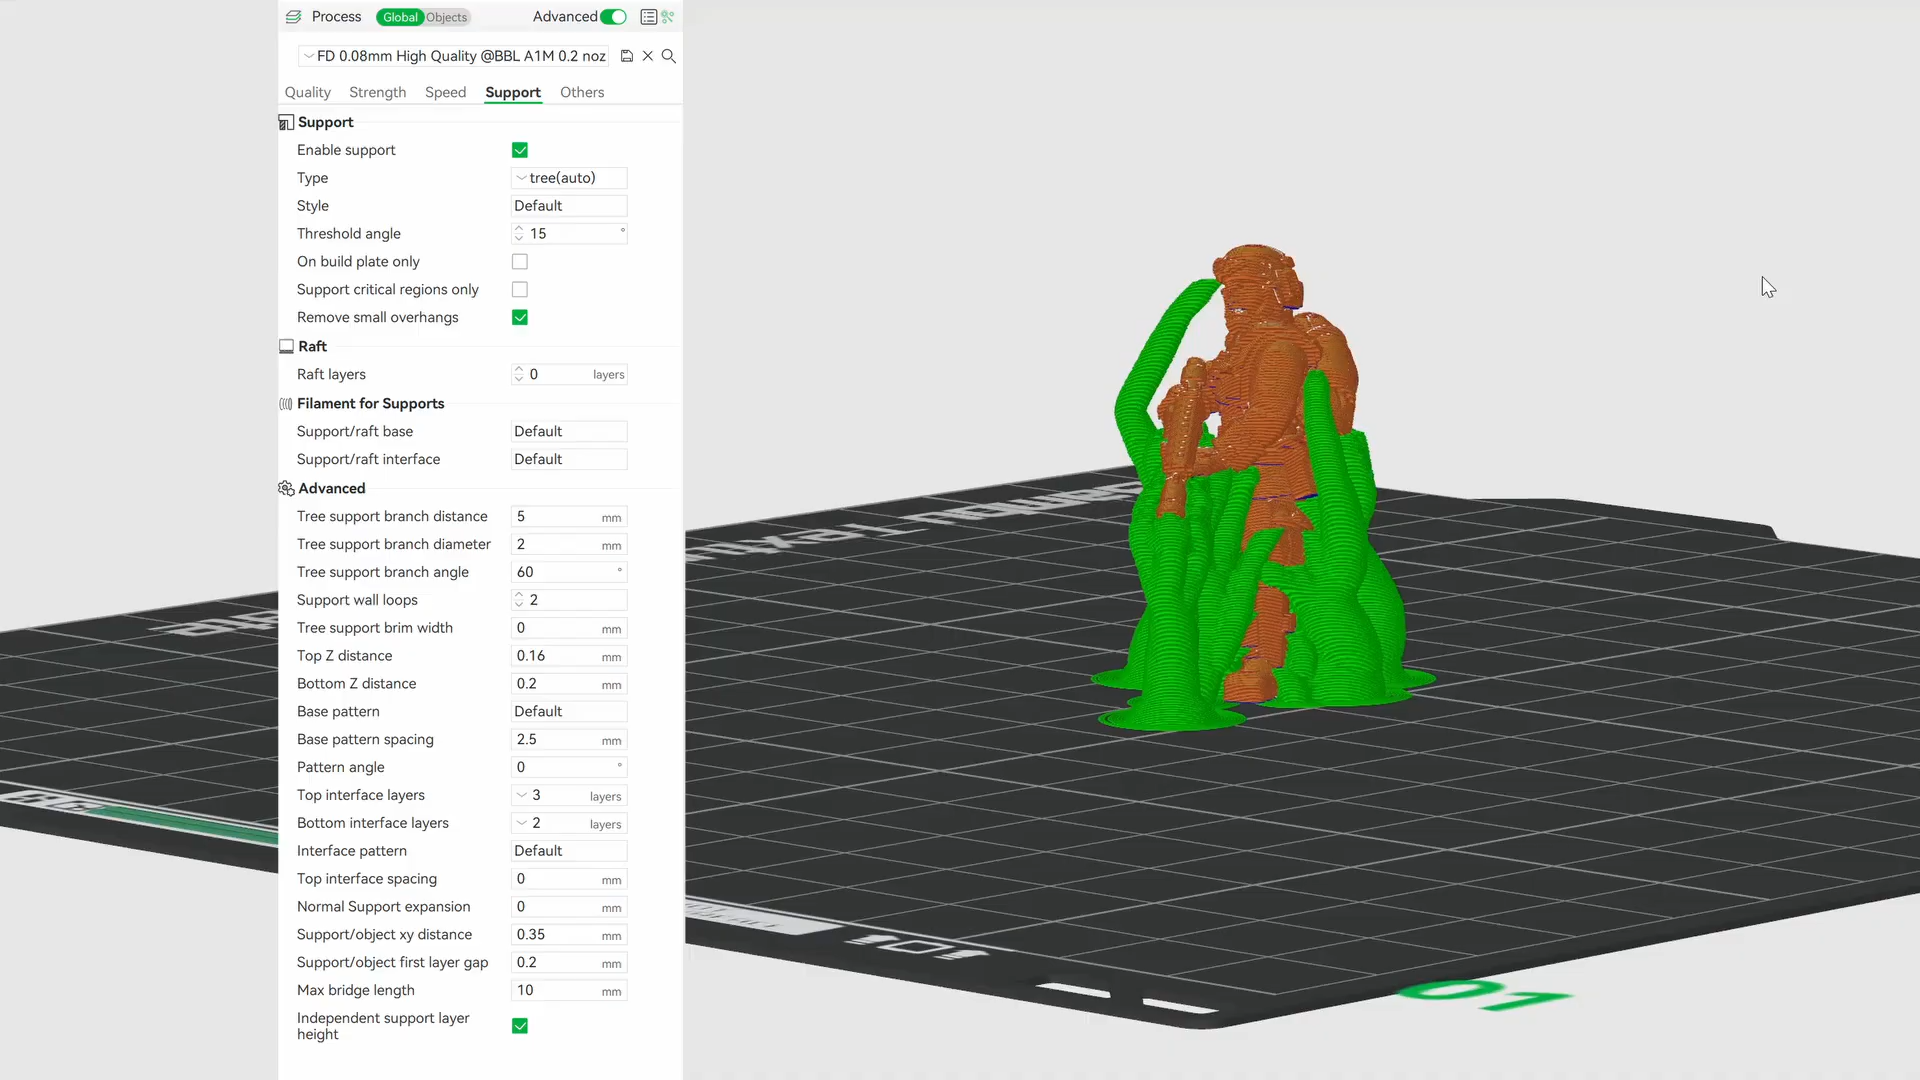 Process Global Objects Advanced
FD 0.08mm High Quality @BBL A1M 0.2 noz
Quality Strength Speed Support Others
Support
Enable support
Type tree(auto)
Style Default
Threshold angle 15 °
On build plate only
Support critical regions only
Remove small overhangs
Raft
Raft layers 0 layers
Filament for Supports
Support/raft base Default
Support/raft interface Default
Advanced
Tree support branch distance 5 mm
Tree support branch diameter 2 mm
Tree support branch angle 60 °
Support wall loops 2
Tree support brim width 0 mm
Top Z distance 0.16 mm
Bottom Z distance 0.2 mm
Base pattern Default
Base pattern spacing 2.5 mm
Pattern angle 0 °
Top interface layers 3 layers
Bottom interface layers 2 layers
Interface pattern Default
Top interface spacing 0 mm
Normal Support expansion 0 mm
Support/object xy distance 0.35 mm
Support/object first layer gap 0.2 mm
Max bridge length 10 mm
Independent support layer
height
01